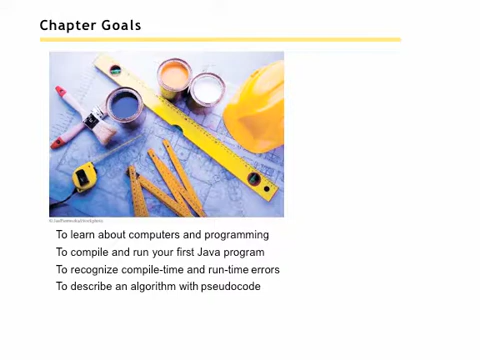 Chapter Goals
To learn about computers and programming
To compile and run your first Java program
To recognize compile-time and run-time errors
To describe an algorithm with pseudocode